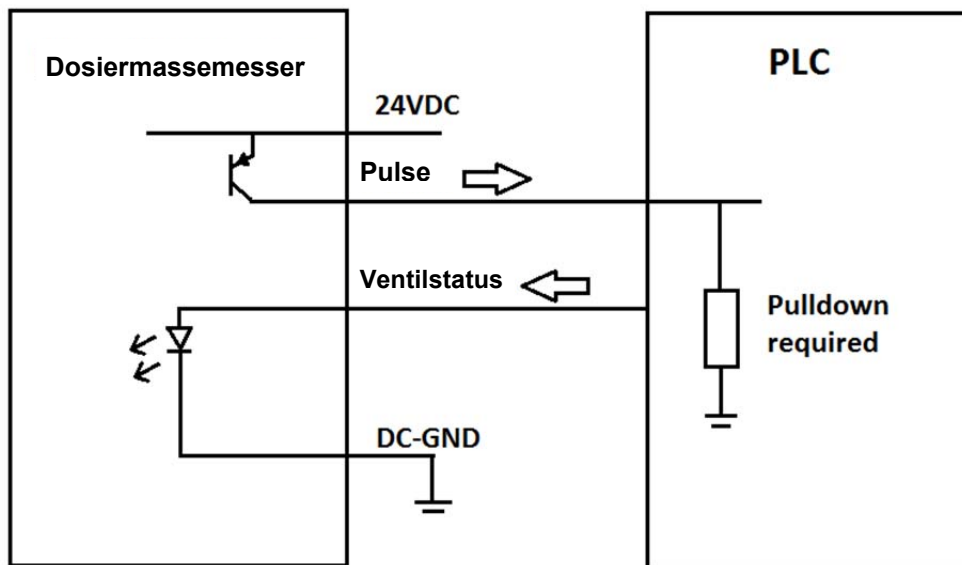 Dosiermassemesser
PLC
24VDC
Pulse
Ventilstatus
Pulldown
required
DC-GND